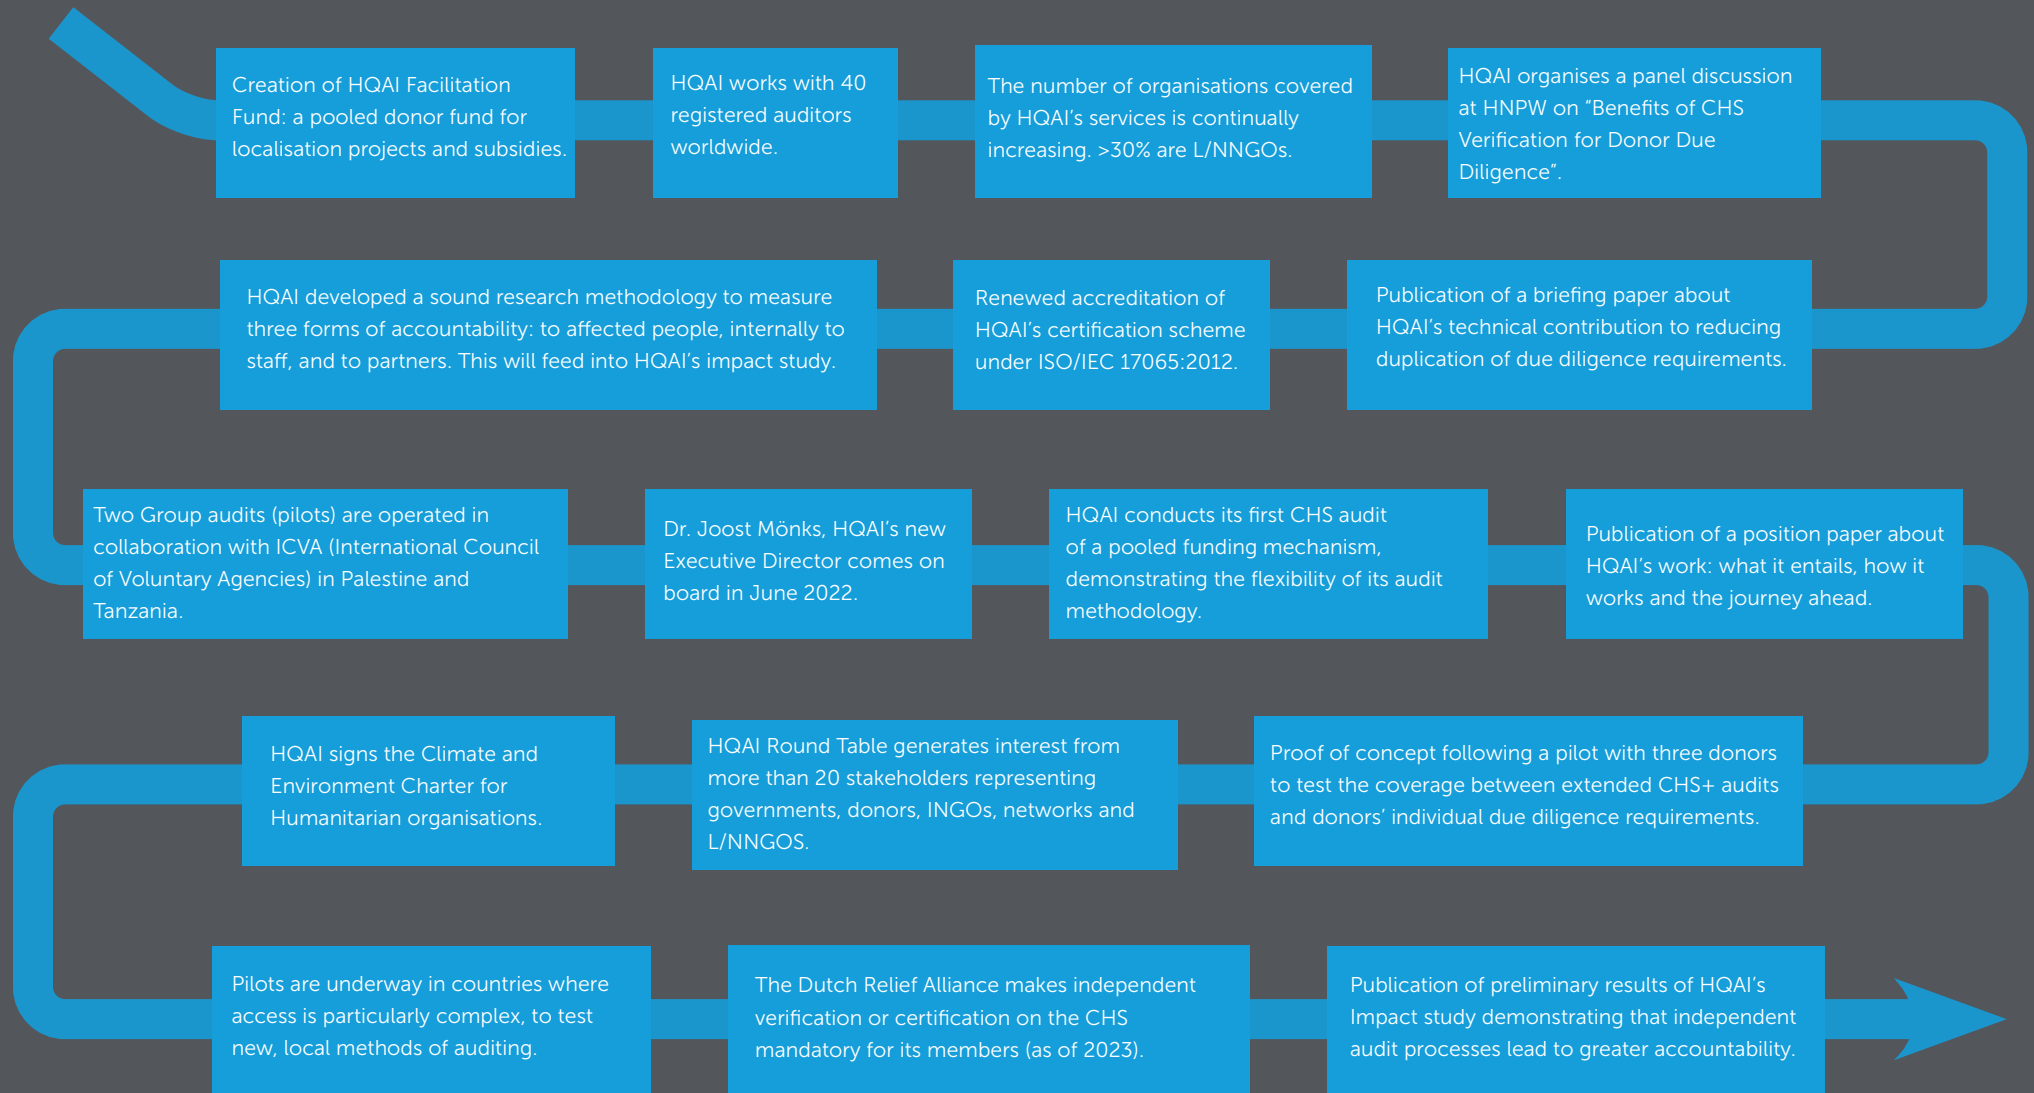 Creation of HQAI Facilitation
Fund: a pooled donor fund for
localisation projects and subsidies.
HQAI works with 40
registered auditors
worldwide.
The number of organisations covered
by HQAI’s services is continually
increasing. >30% are L/NNGOs.
HQAI organises a panel discussion
at HNPW on “Benefits of CHS
Verification for Donor Due
Diligence”.
Publication of a briefing paper about
HQAI’s technical contribution to reducing
duplication of due diligence requirements.
Renewed accreditation of
HQAI’s certification scheme
under ISO/IEC 17065:2012.
HQAI developed a sound research methodology to measure
three forms of accountability: to affected people, internally to
staff, and to partners. This will feed into HQAI’s impact study.
Two Group audits (pilots) are operated in
collaboration with ICVA (International Council
of Voluntary Agencies) in Palestine and
Tanzania.
Dr. Joost Mönks, HQAI’s new
Executive Director comes on
board in June 2022.
HQAI conducts its first CHS audit
of a pooled funding mechanism,
demonstrating the flexibility of its audit
methodology.
Publication of a position paper about
HQAI’s work: what it entails, how it
works and the journey ahead.
Proof of concept following a pilot with three donors
to test the coverage between extended CHS+ audits
and donors’ individual due diligence requirements.
HQAI Round Table generates interest from
more than 20 stakeholders representing
governments, donors, INGOs, networks and
L/NNGOS.
HQAI signs the Climate and
Environment Charter for
Humanitarian organisations.
Pilots are underway in countries where
access is particularly complex, to test
new, local methods of auditing.
The Dutch Relief Alliance makes independent
verification or certification on the CHS
mandatory for its members (as of 2023).
Publication of preliminary results of HQAI’s
Impact study demonstrating that independent
audit processes lead to greater accountability.